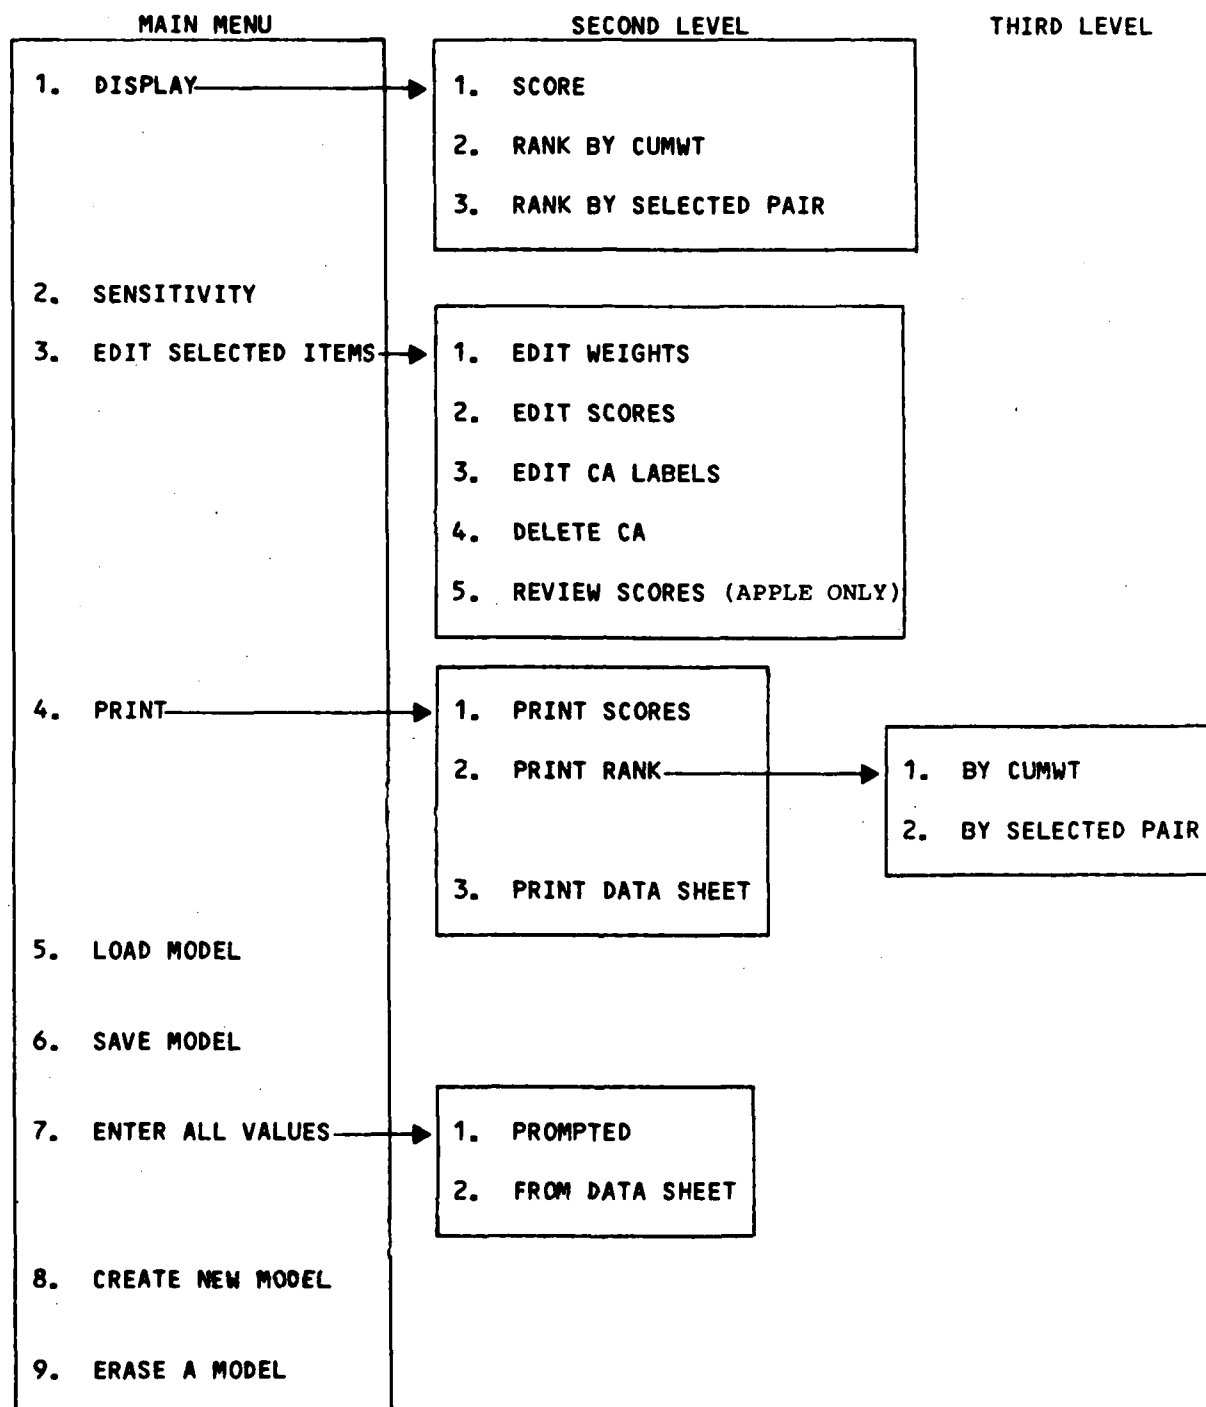 MAIN MENU
SECOND LEVEL
THIRD LEVEL
1. DISPLAY
1. SCORE
2. RANK BY CUMWT
3. RANK BY SELECTED PAIR
2. SENSITIVITY
3. EDIT SELECTED ITEMS
1. EDIT WEIGHTS
2. EDIT SCORES
3. EDIT CA LABELS
4. DELETE CA
5. REVIEW SCORES (APPLE ONLY)
4. PRINT
1. PRINT SCORES
2. PRINT RANK
1. BY CUMWT
2. BY SELECTED PAIR
3. PRINT DATA SHEET
5. LOAD MODEL
6. SAVE MODEL
7. ENTER ALL VALUES
1. PROMPTED
2. FROM DATA SHEET
8. CREATE NEW MODEL
9. ERASE A MODEL